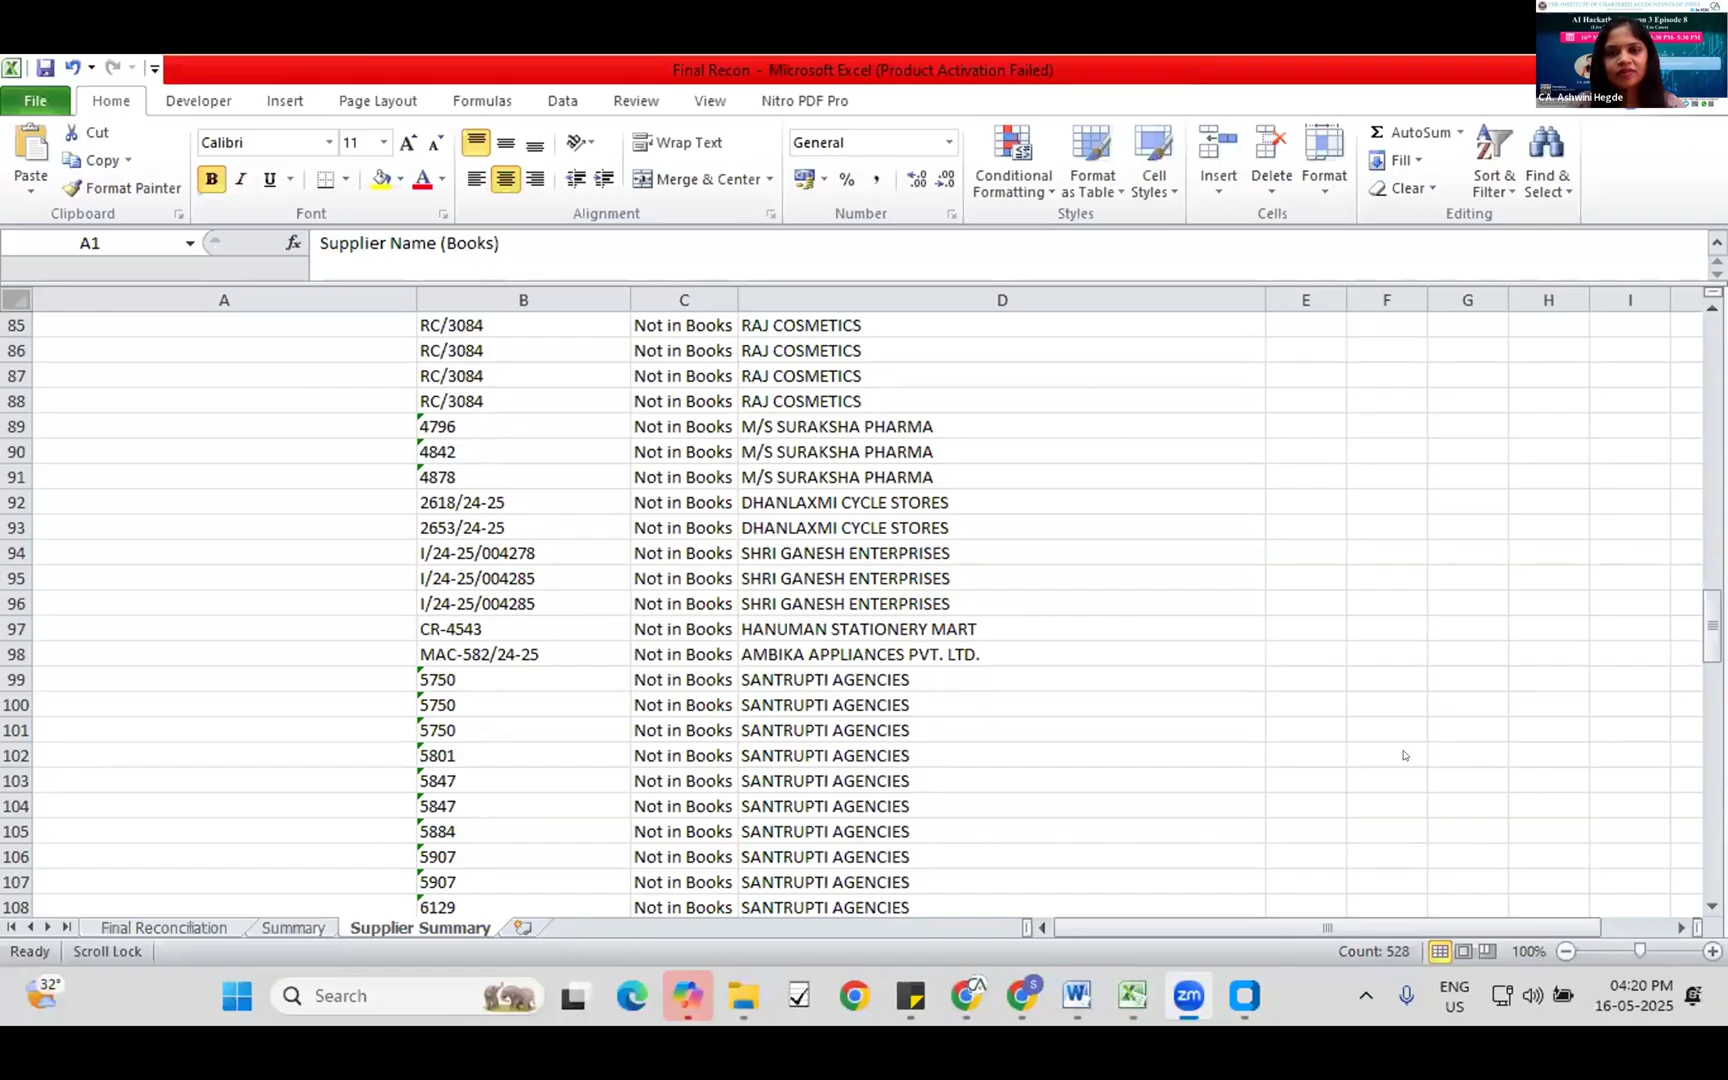 THE INSTITUTE OF CHARTERED ACCOUNTANTS OF INDIA
3 Episode 8
CA. Ashwini Hegde
Final Recon - Microsoft Excel (Product Activation Failed)
File Home Developer Insert Page Layout Formulas Data Review View Nitro PDF Pro
Paste
Cut
Copy
Format Painter
Calibri 11
B I U A
Wrap Text
Merge & Center
General
% ,
Conditional Formatting
Format as Table
Cell Styles
Insert
Delete
Format
Σ AutoSum
Fill
Clear
Sort & Filter
Find & Select
Clipboard Font Alignment Number Styles Cells Editing
A1 fx Supplier Name (Books)
A B C D E F G H I
85 RC/3084 Not in Books RAJ COSMETICS
86 RC/3084 Not in Books RAJ COSMETICS
87 RC/3084 Not in Books RAJ COSMETICS
88 RC/3084 Not in Books RAJ COSMETICS
89 4796 Not in Books M/S SURAKSHA PHARMA
90 4842 Not in Books M/S SURAKSHA PHARMA
91 4878 Not in Books M/S SURAKSHA PHARMA
92 2618/24-25 Not in Books DHANLAXMI CYCLE STORES
93 2653/24-25 Not in Books DHANLAXMI CYCLE STORES
94 I/24-25/004278 Not in Books SHRI GANESH ENTERPRISES
95 I/24-25/004285 Not in Books SHRI GANESH ENTERPRISES
96 I/24-25/004285 Not in Books SHRI GANESH ENTERPRISES
97 CR-4543 Not in Books HANUMAN STATIONERY MART
98 MAC-582/24-25 Not in Books AMBIKA APPLIANCES PVT. LTD.
99 5750 Not in Books SANTRUPTI AGENCIES
100 5750 Not in Books SANTRUPTI AGENCIES
101 5750 Not in Books SANTRUPTI AGENCIES
102 5801 Not in Books SANTRUPTI AGENCIES
103 5847 Not in Books SANTRUPTI AGENCIES
104 5847 Not in Books SANTRUPTI AGENCIES
105 5884 Not in Books SANTRUPTI AGENCIES
106 5907 Not in Books SANTRUPTI AGENCIES
107 5907 Not in Books SANTRUPTI AGENCIES
108 6129 Not in Books SANTRUPTI AGENCIES
Final Reconciliation Summary Supplier Summary
Ready Scroll Lock Count: 528 100%
32° Search zm ENG US 04:20 PM 16-05-2025